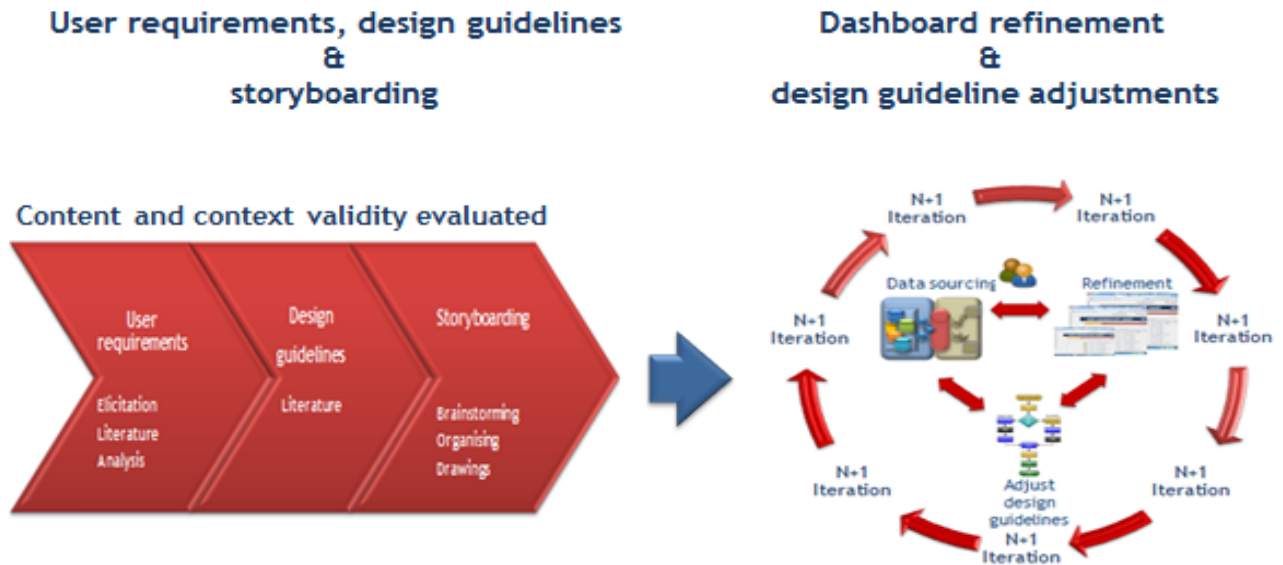 User requirements, design guidelines
&
storyboarding
Dashboard refinement
&
design guideline adjustments
Content and context validity evaluated
User
requirements
Elicitation
Literature
Analysis
Design
guidelines
Literature
Storyboarding
Brainstorming
Organising
Drawings
N+1
Iteration
N+1
Iteration
N+1
Iteration
N+1
Iteration
N+1
Iteration
N+1
Iteration
N+1
Iteration
Data sourcing
Refinement
Adjust
design
guidelines